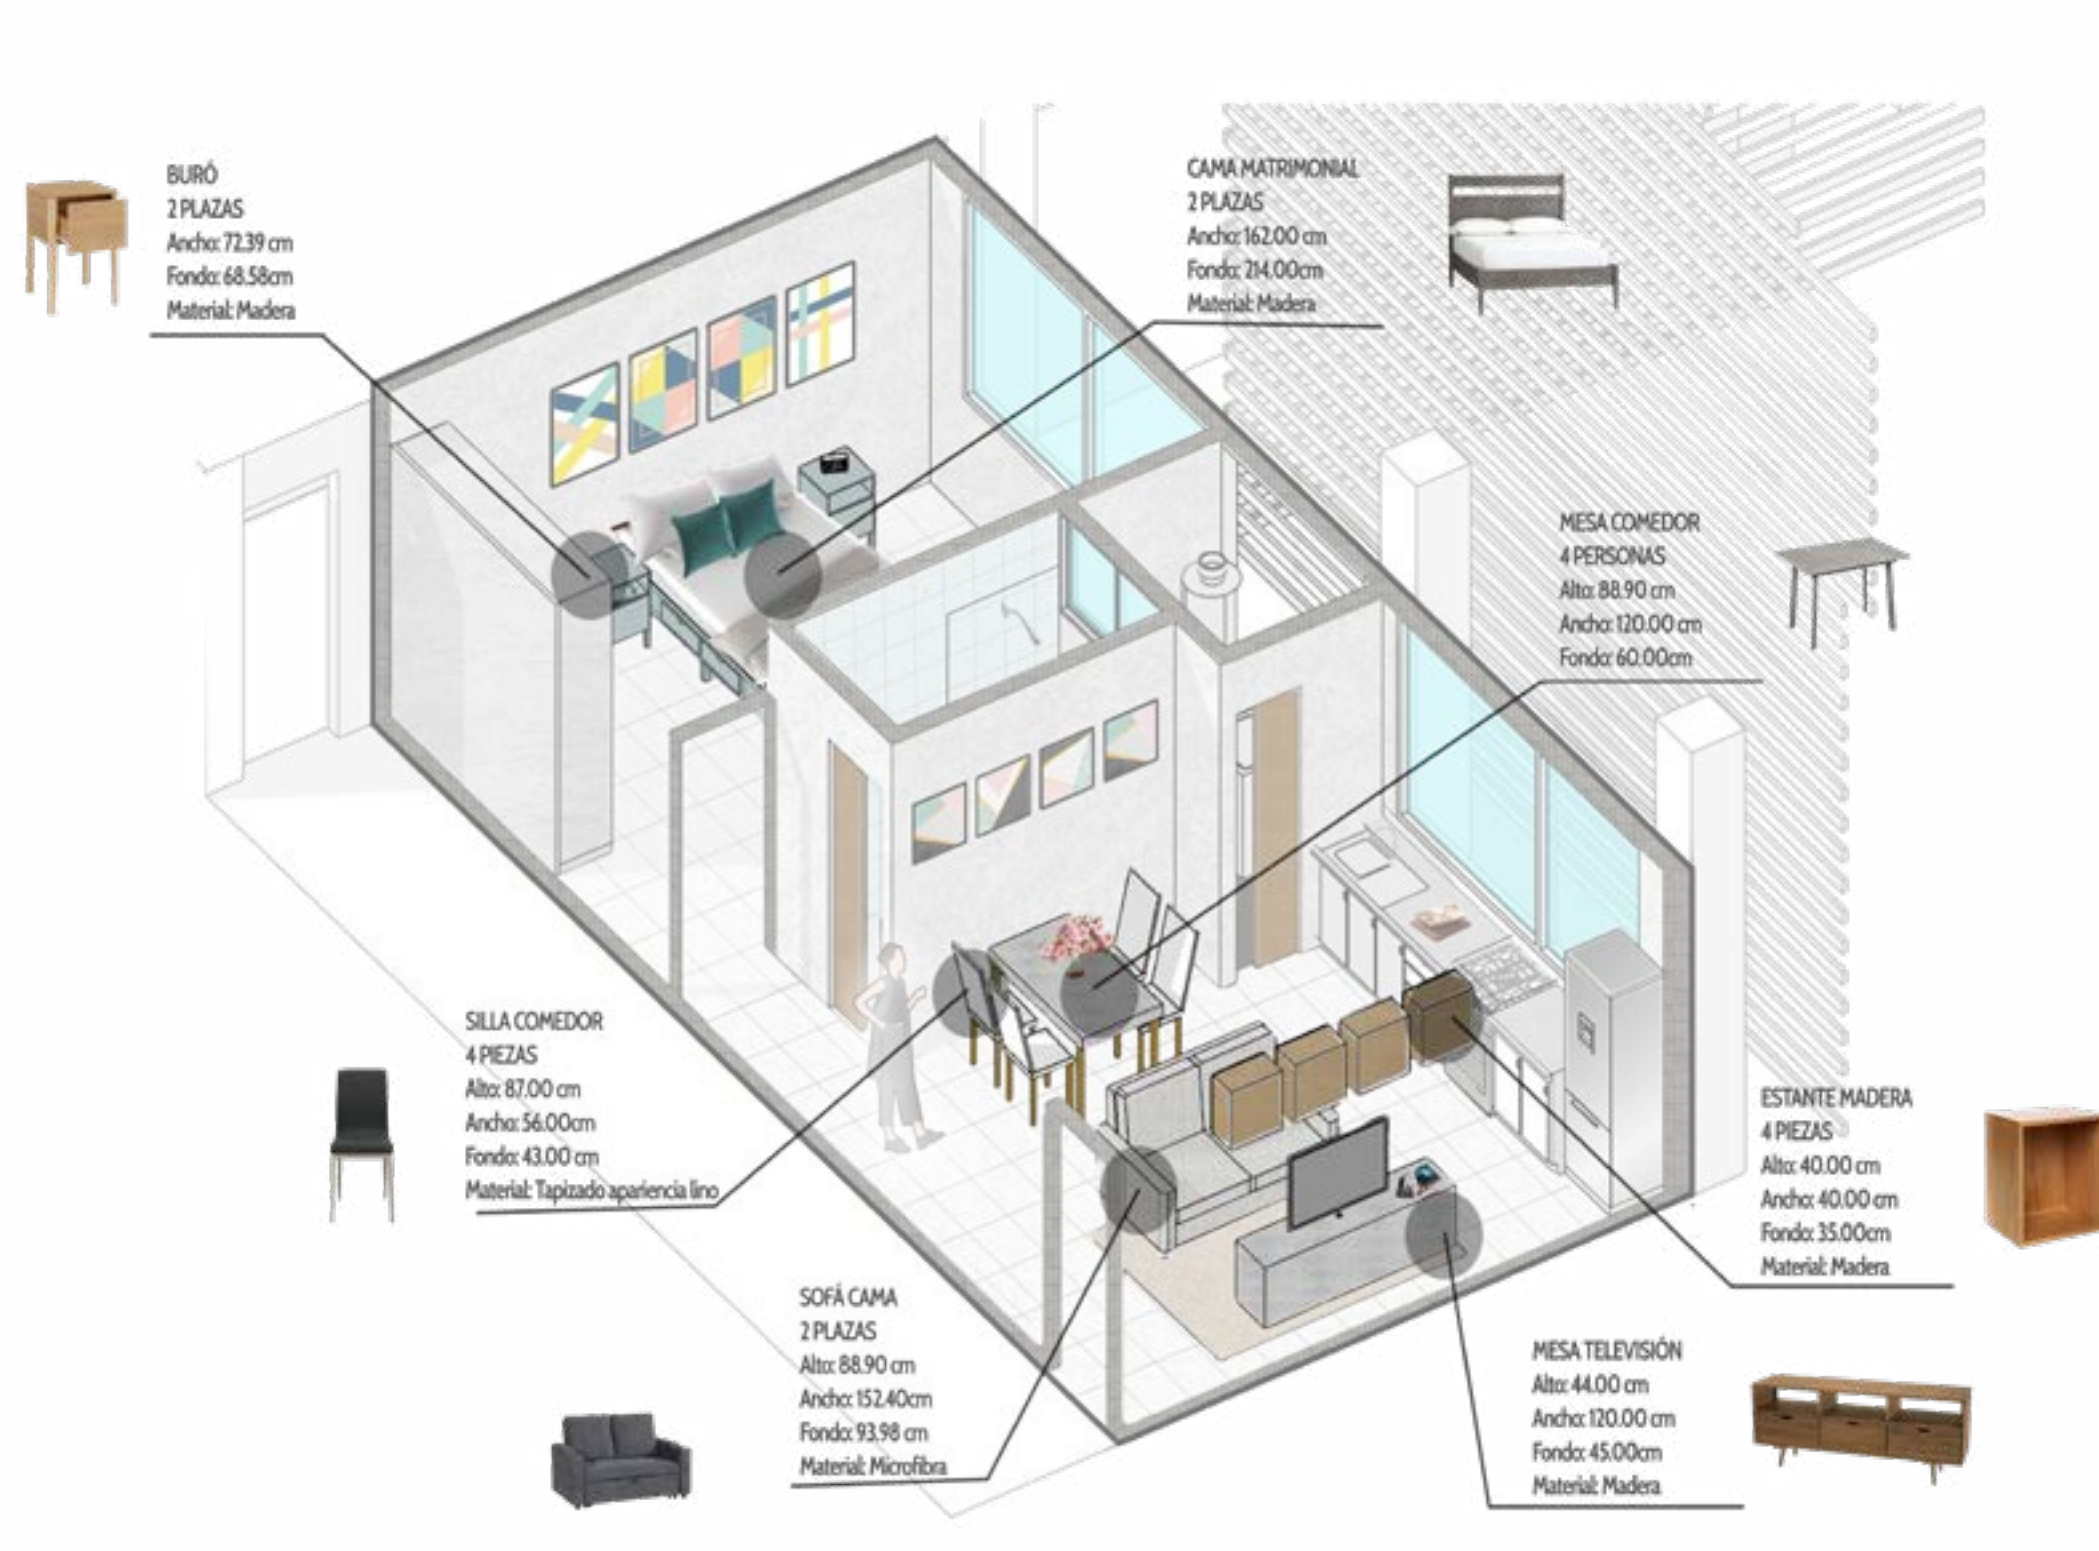 BURÓ
2 PLAZAS
Ancho: 72.39 cm
Fondo: 68.58cm
Material: Madera
CAMA MATRIMONIAL
2 PLAZAS
Ancho: 162.00 cm
Fondo: 214.00cm
Material: Madera
MESA COMEDOR
4 PERSONAS
Alto: 88.90 cm
Ancho: 120.00 cm
Fondo: 60.00cm
SILLA COMEDOR
4 PIEZAS
Alto: 87.00 cm
Ancho: 56.00cm
Fondo: 43.00 cm
Material: Tapizado apariencia lino
ESTANTE MADERA
4 PIEZAS
Alto: 40.00 cm
Ancho: 40.00 cm
Fondo: 35.00cm
Material: Madera
SOFÁ CAMA
2 PLAZAS
Alto: 88.90 cm
Ancho: 152.40cm
Fondo: 93.98 cm
Material: Microfibra
MESA TELEVISIÓN
Alto: 44.00 cm
Ancho: 120.00 cm
Fondo: 45.00cm
Material: Madera